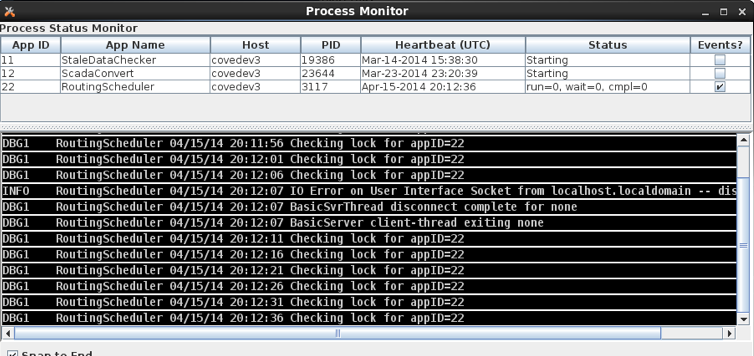 Process Monitor
Process Status Monitor
App ID App Name Host PID Heartbeat (UTC) Status Events?
11 StaleDataChecker covedev3 19386 Mar-14-2014 15:38:30 Starting
12 ScadaConvert covedev3 23644 Mar-23-2014 23:20:39 Starting
22 RoutingScheduler covedev3 3117 Apr-15-2014 20:12:36 run=0, wait=0, cmpl=0
DBG1 RoutingScheduler 04/15/14 20:11:56 Checking lock for appID=22
DBG1 RoutingScheduler 04/15/14 20:12:01 Checking lock for appID=22
DBG1 RoutingScheduler 04/15/14 20:12:06 Checking lock for appID=22
INFO RoutingScheduler 04/15/14 20:12:07 IO Error on User Interface Socket from localhost.localdomain -- dis
DBG1 RoutingScheduler 04/15/14 20:12:07 BasicSvrThread disconnect complete for none
DBG1 RoutingScheduler 04/15/14 20:12:07 BasicServer client-thread exiting none
DBG1 RoutingScheduler 04/15/14 20:12:11 Checking lock for appID=22
DBG1 RoutingScheduler 04/15/14 20:12:16 Checking lock for appID=22
DBG1 RoutingScheduler 04/15/14 20:12:21 Checking lock for appID=22
DBG1 RoutingScheduler 04/15/14 20:12:26 Checking lock for appID=22
DBG1 RoutingScheduler 04/15/14 20:12:31 Checking lock for appID=22
DBG1 RoutingScheduler 04/15/14 20:12:36 Checking lock for appID=22
Snap to End